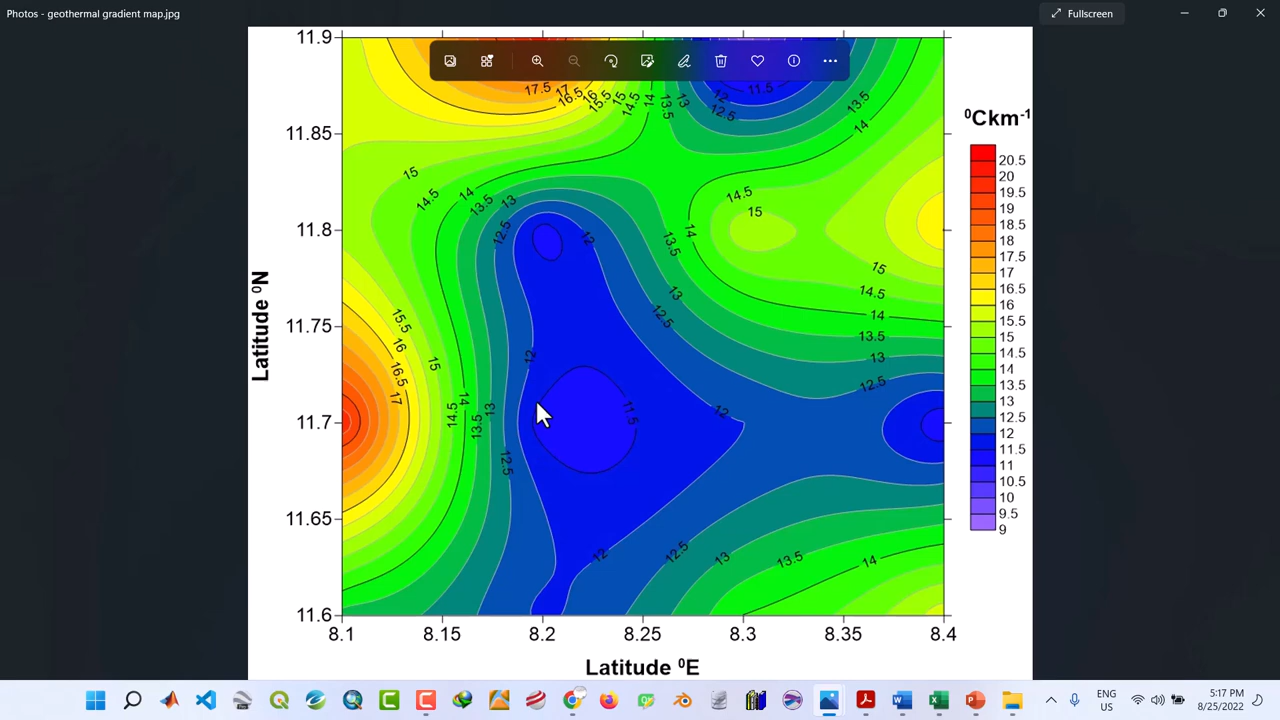 Photos - geothermal gradient map.jpg
Fullscreen
11.9
11.85
11.8
11.75
11.7
11.65
11.6
Latitude ⁰N
8.1 8.15 8.2 8.25 8.3 8.35 8.4
Latitude ⁰E
17.5 17 16.5 16 15.5 15 14.5 14 13.5 13 12 12.5 11.5 13.5 14
15 14.5 14 13.5 13 12.5 12 13.5 14 14.5 15
15 14.5 14 13.5 13 12.5
13 12.5
15.5 16 16.5 17 15 14.5 14 13.5 13 12.5 12 11.5 12
12 12.5 13 13.5 14
⁰Ckm⁻¹
20.5
20
19.5
19
18.5
18
17.5
17
16.5
16
15.5
15
14.5
14
13.5
13
12.5
12
11.5
11
10.5
10
9.5
9
ENG
US
5:17 PM
8/25/2022